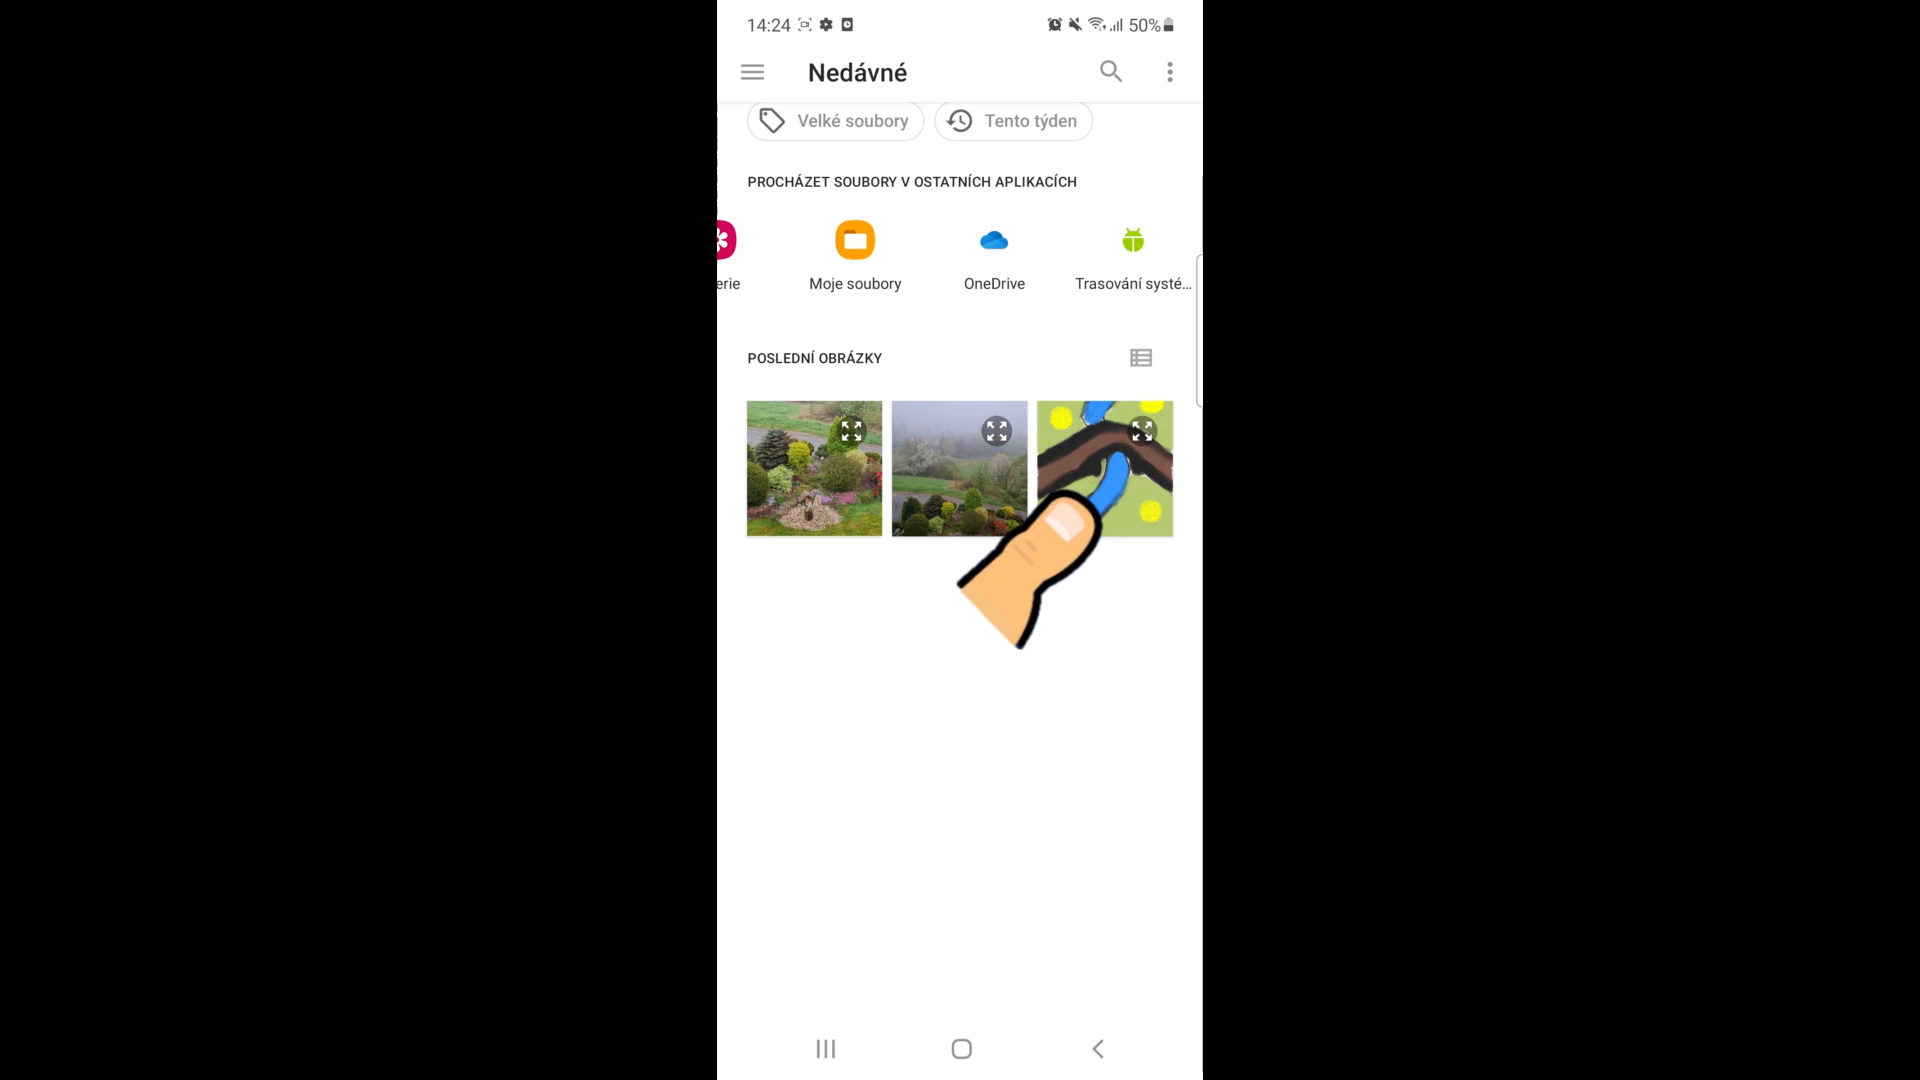 14:24 50%
Nedávné
Velké soubory Tento týden
PROCHÁZET SOUBORY V OSTATNÍCH APLIKACÍCH
erie Moje soubory OneDrive Trasování systé…
POSLEDNÍ OBRÁZKY